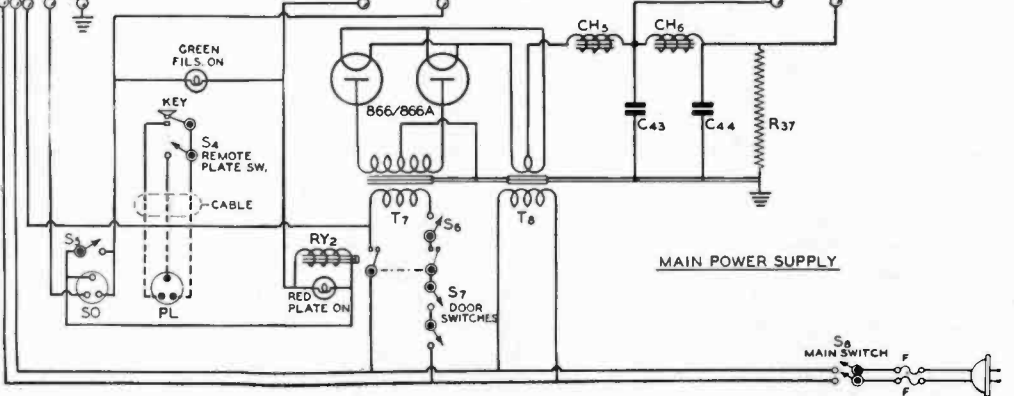 CH5
CH6
GREEN
FILS. ON
KEY
866/866A
C43
C44
R37
S4
REMOTE
PLATE SW.
CABLE
T7
T8
S6
S5
RY2
MAIN POWER SUPPLY
S7
DOOR
SWITCHES
RED
PLATE ON
SO
PL
S8
MAIN SWITCH
F
F